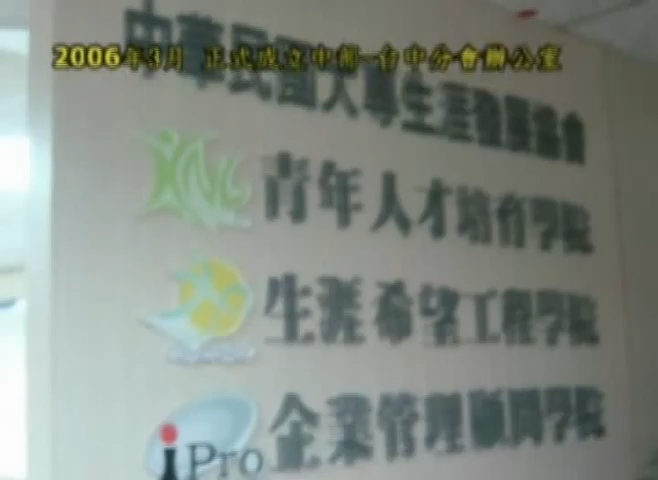 2006年3月 正式成立中部-台中分會辦公室
中華民國大專生涯發展協會
青年人才培育學院
生涯希望工程學院
iPro 企業管理顧問學院